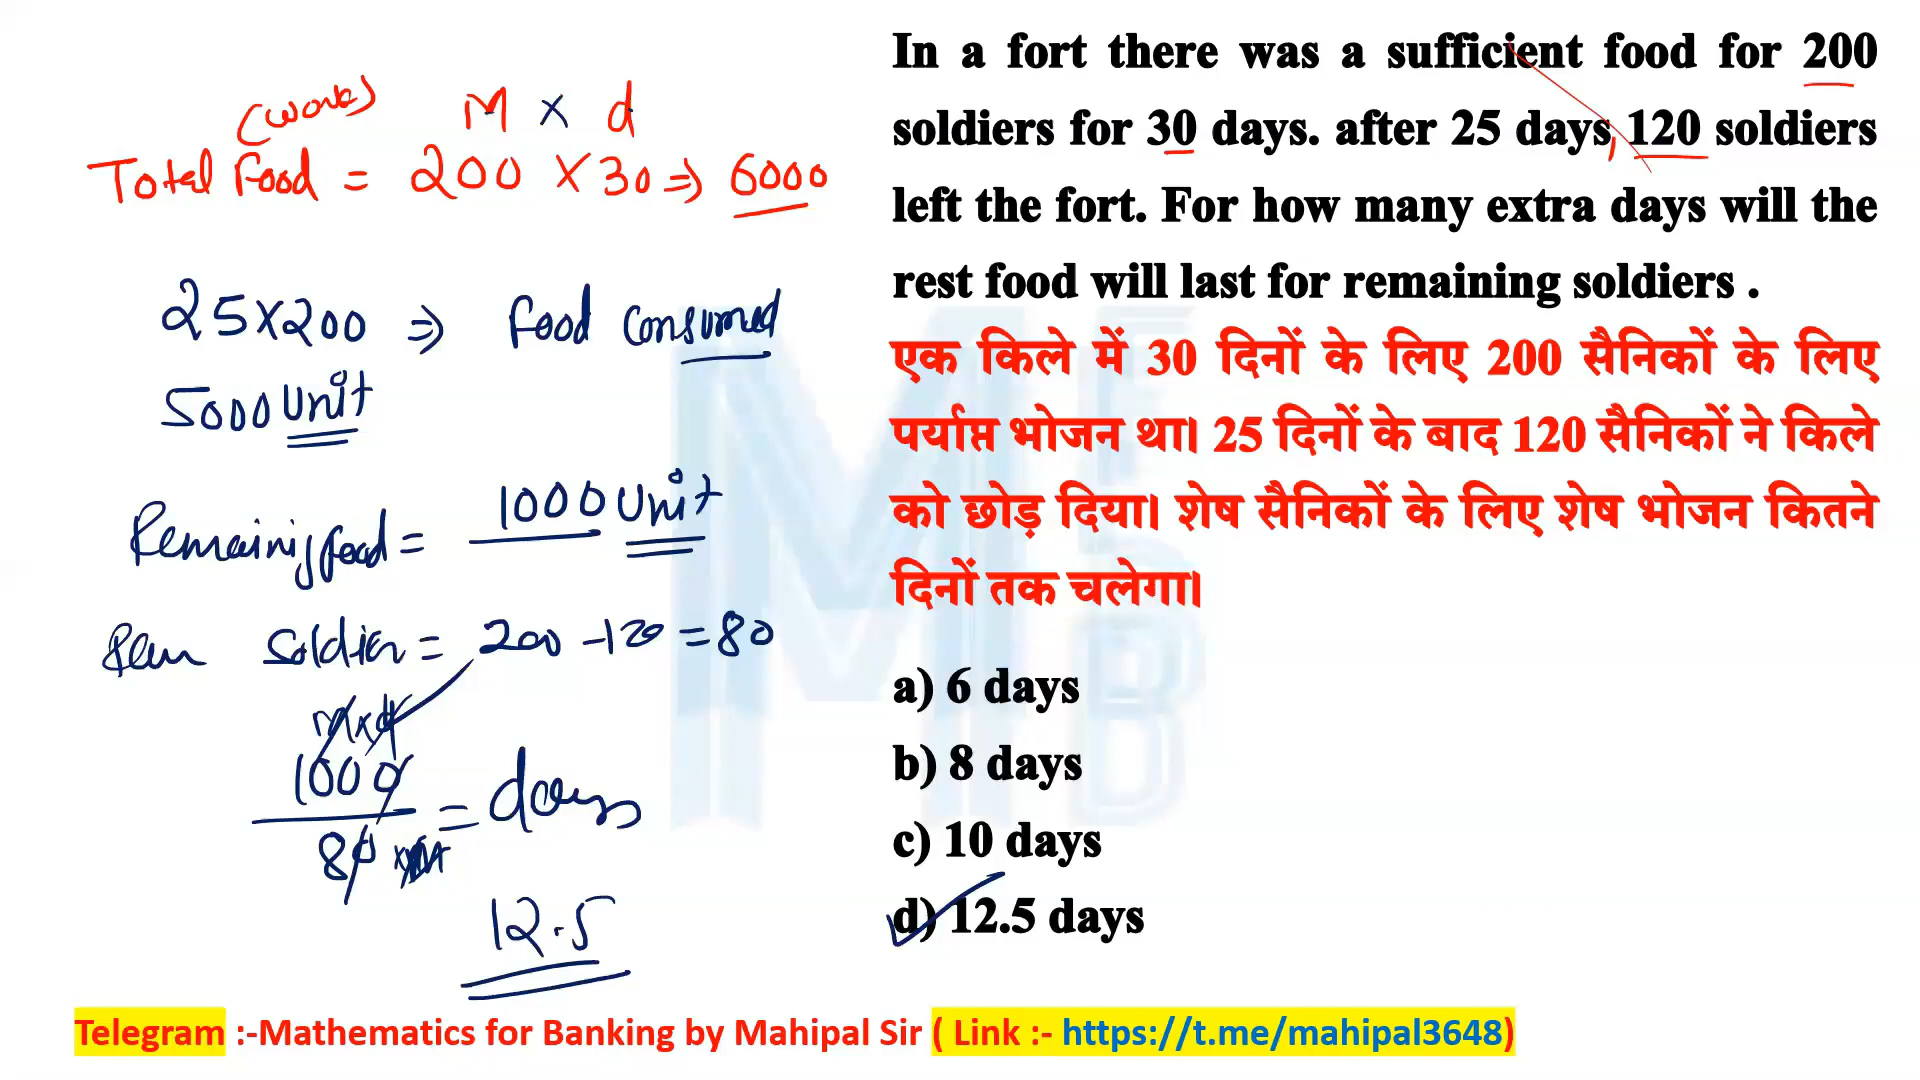 (work) M × d
Total Food = 200 × 30 ⇒ 6000
25×200 ⇒ Food Consumed
5000 Unit
Remaining food = 1000 Unit
Rem Soldier = 200 - 120 = 80
M×d
1000
= days
80
12.5
In a fort there was a sufficient food for 200
soldiers for 30 days. after 25 days, 120 soldiers
left the fort. For how many extra days will the
rest food will last for remaining soldiers .
एक किले में 30 दिनों के लिए 200 सैनिकों के लिए
पर्याप्त भोजन था। 25 दिनों के बाद 120 सैनिकों ने किले
को छोड़ दिया। शेष सैनिकों के लिए शेष भोजन कितने
दिनों तक चलेगा।
a) 6 days
b) 8 days
c) 10 days
d) 12.5 days
Telegram :-Mathematics for Banking by Mahipal Sir ( Link :- https://t.me/mahipal3648)